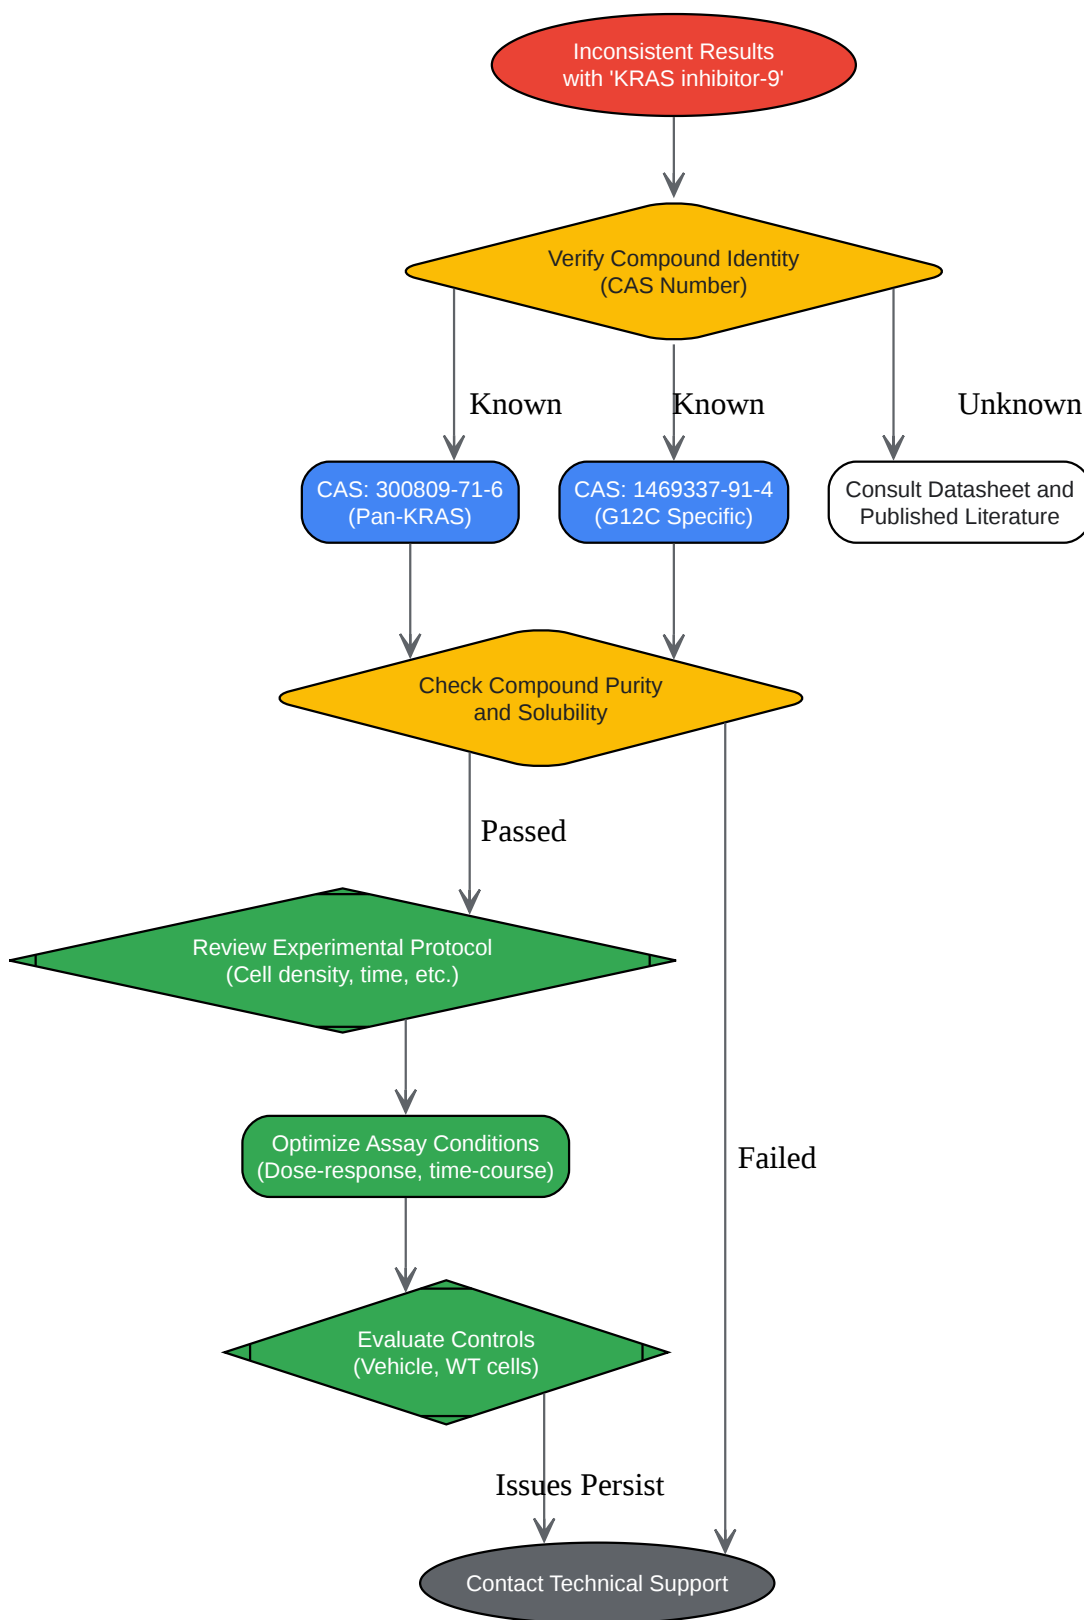 Inconsistent Results
with 'KRAS inhibitor-9'
Verify Compound Identity
(CAS Number)
Known
Known
Unknown
CAS: 300809-71-6
(Pan-KRAS)
CAS: 1469337-91-4
(G12C Specific)
Consult Datasheet and
Published Literature
Check Compound Purity
and Solubility
Passed
Review Experimental Protocol
(Cell density, time, etc.)
Optimize Assay Conditions
(Dose-response, time-course)
Failed
Evaluate Controls
(Vehicle, WT cells)
Issues Persist
Contact Technical Support